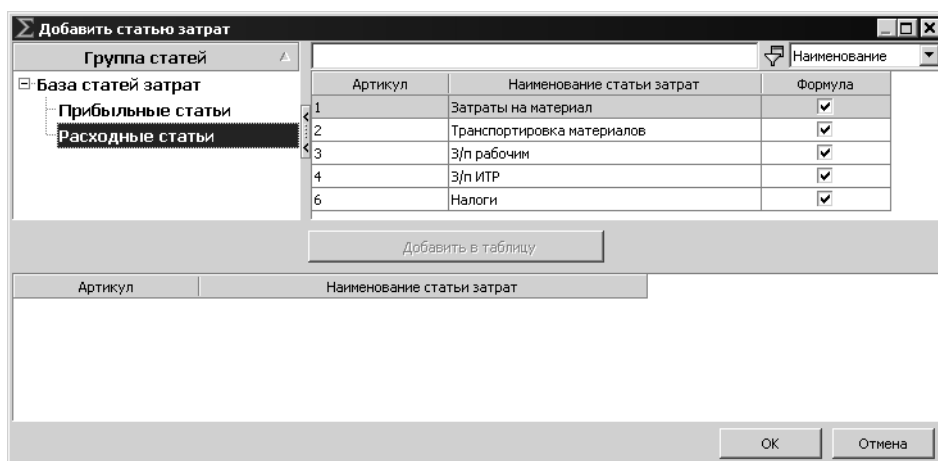 Добавить статью затрат
Группа статей
База статей затрат
Прибыльные статьи
Расходные статьи
Наименование
Артикул Наименование статьи затрат Формула
1 Затраты на материал
2 Транспортировка материалов
3 З/п рабочим
4 З/п ИТР
6 Налоги
Добавить в таблицу
Артикул Наименование статьи затрат
OK Отмена